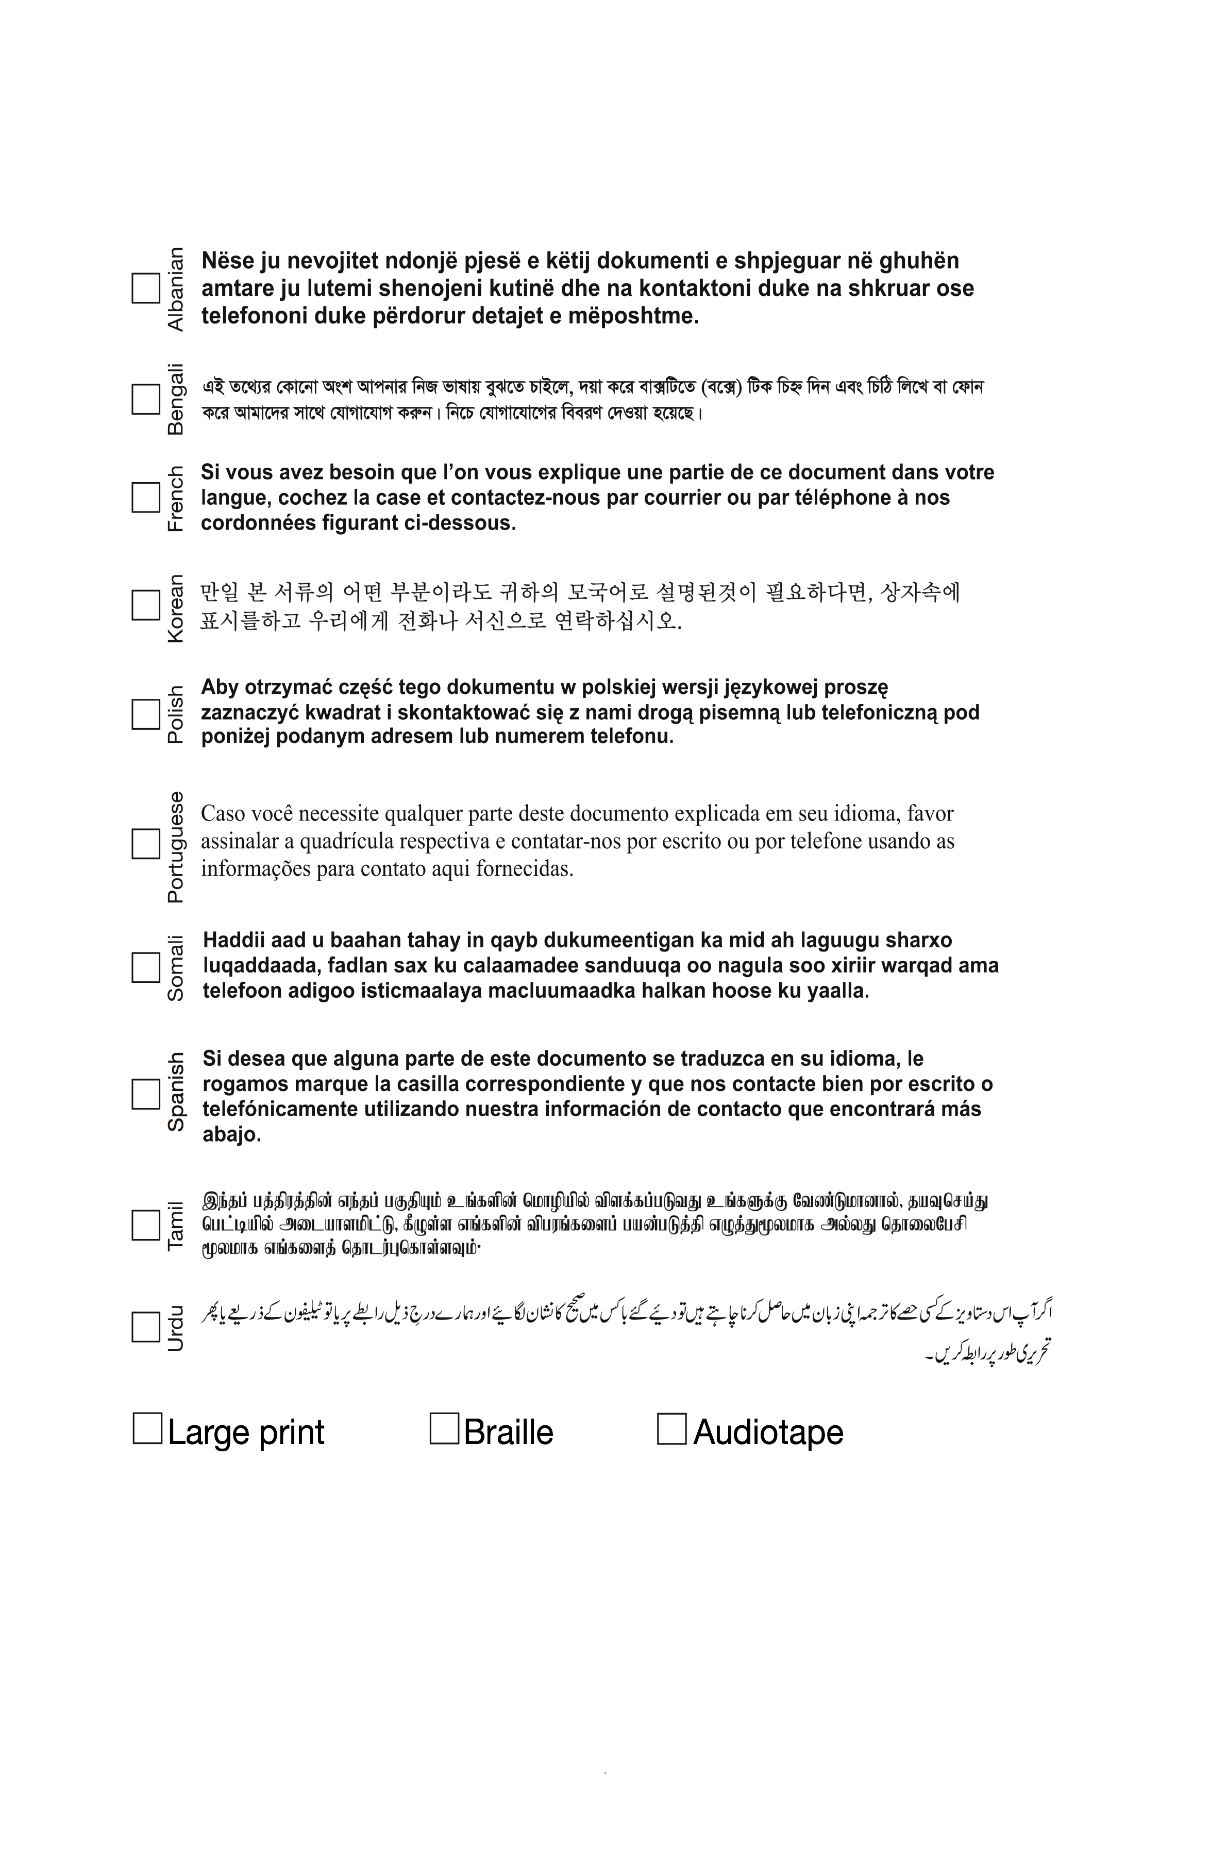 Albanian
Nëse ju nevojitet ndonjë pjesë e këtij dokumenti e shpjeguar në ghuhën
amtare ju lutemi shenojeni kutinë dhe na kontaktoni duke na shkruar ose
telefononi duke përdorur detajet e mëposhtme.
Bengali
এই তথ্যের কোনো অংশ আপনার নিজ ভাষায় বুঝতে চাইলে, দয়া করে বাক্সটিতে (বক্সে) টিক চিহ্ন দিন এবং চিঠি লিখে বা ফোন
করে আমাদের সাথে যোগাযোগ করুন। নিচে যোগাযোগের বিবরণ দেওয়া হয়েছে।
French
Si vous avez besoin que l’on vous explique une partie de ce document dans votre
langue, cochez la case et contactez-nous par courrier ou par téléphone à nos
cordonnées figurant ci-dessous.
Korean
만일 본 서류의 어떤 부분이라도 귀하의 모국어로 설명된것이 필요하다면, 상자속에
표시를하고 우리에게 전화나 서신으로 연락하십시오.
Polish
Aby otrzymać część tego dokumentu w polskiej wersji językowej proszę
zaznaczyć kwadrat i skontaktować się z nami drogą pisemną lub telefoniczną pod
poniżej podanym adresem lub numerem telefonu.
Portuguese
Caso você necessite qualquer parte deste documento explicada em seu idioma, favor
assinalar a quadrícula respectiva e contatar-nos por escrito ou por telefone usando as
informações para contato aqui fornecidas.
Somali
Haddii aad u baahan tahay in qayb dukumeentigan ka mid ah laguugu sharxo
luqaddaada, fadlan sax ku calaamadee sanduuqa oo nagula soo xiriir warqad ama
telefoon adigoo isticmaalaya macluumaadka halkan hoose ku yaalla.
Spanish
Si desea que alguna parte de este documento se traduzca en su idioma, le
rogamos marque la casilla correspondiente y que nos contacte bien por escrito o
telefónicamente utilizando nuestra información de contacto que encontrará más
abajo.
Tamil
இந்தப் பத்திரத்தின் எந்தப் பகுதியும் உங்களின் மொழியில் விளக்கப்படுவது உங்களுக்கு வேண்டுமானால், தயவுசெய்து
பெட்டியில் அடையாளமிட்டு, கீழுள்ள எங்களின் விபரங்களைப் பயன்படுத்தி எழுத்துமூலமாக அல்லது தொலைபேசி
மூலமாக எங்களைத் தொடர்புகொள்ளவும்.
Urdu
اگر آپ اس دستاویز کے کسی حصے کا ترجمہ اپنی زبان میں حاصل کرنا چاہتے ہیں تو دیئے گئے باکس میں صحیح کا نشان لگائیے اور ہمارے درج ذیل رابطے پر یا تو ٹیلیفون کے ذریعے یا پھر
تحریری طور پر رابطہ کریں۔
Large print Braille Audiotape